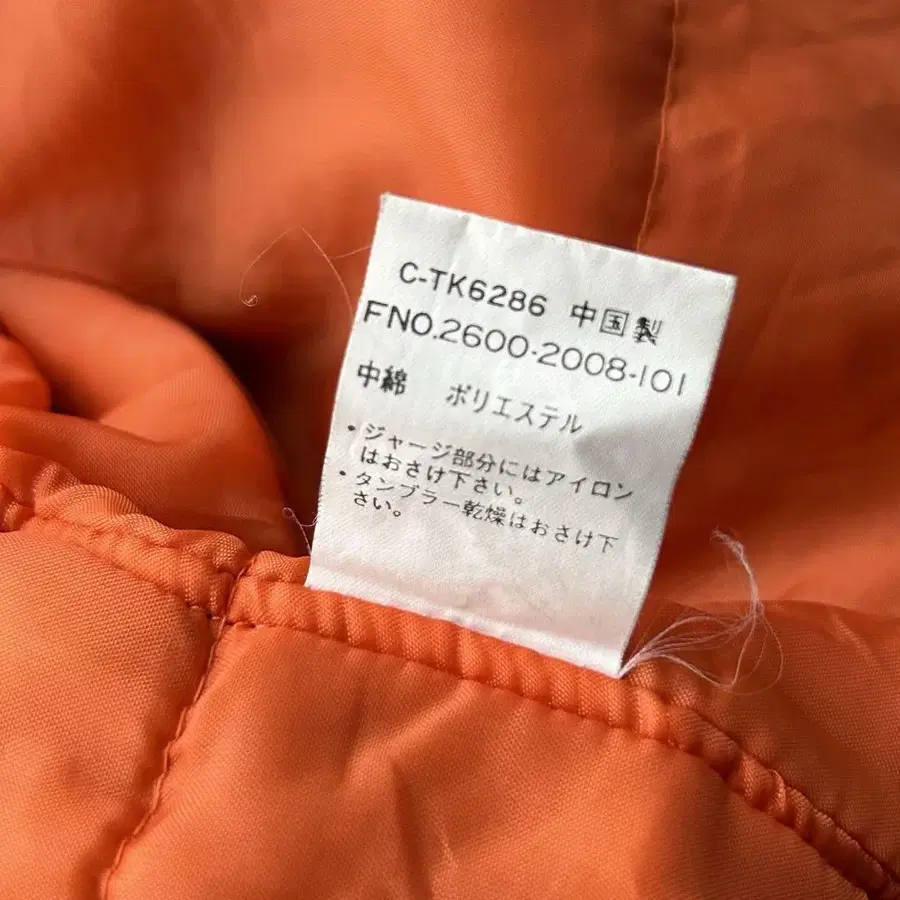 C-TK6286 中国製
FNO.2600-2008-101
中綿 ポリエステル
・ジャージ部分にはアイロン
はおさけ下さい。
・タンブラー乾燥はおさけ下
さい。